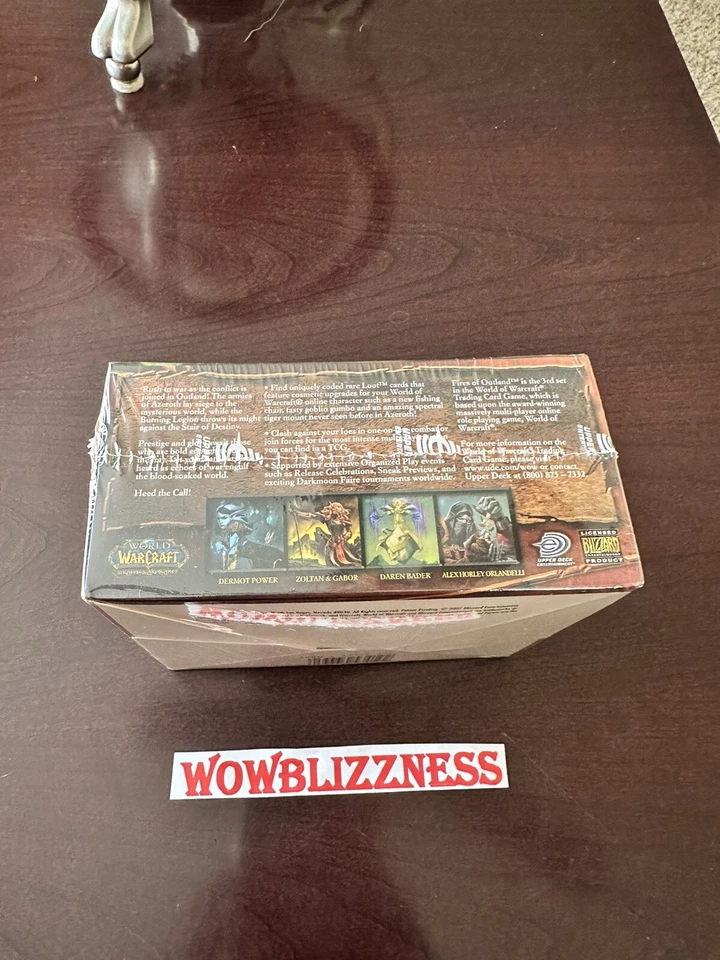 Rush to war as the conflict is
joined in Outland! The armies
of Azeroth lay siege to the
mysterious world, while the
Burning Legion throws its might
against the Stair of Destiny.
Prestige and
who are bold
heard as echoes of war engulf
the blood-soaked world.
Heed the Call!
• Find uniquely coded rare Loot™ cards that
feature cosmetic upgrades for your World of
Warcraft® online character such as a new fishing
chair, tasty goblin gumbo and an amazing spectral
tiger mount never seen before in Azeroth!
• Clash against your foes in one-on- combat or
join forces for the most intense
you can find in a TCG.
• Supported by extensive Organized Play events
such as Release Celebrations, Sneak Previews, and
exciting Darkmoon Faire tournaments worldwide.
Fires of Outland™ is the 3rd set
in the World of Warcraft®
Trading Card Game, which is
based upon the award-winning
massively multi-player online
role playing game, World of
Warcraft.
For more information on the
World of Warcraft Trading
Card Game, please visit
www.ude.com/wow or contact
Upper Deck at (800) 873 - 7332
WORLD
OF
WARCRAFT
DERMOT POWER
ZOLTAN & GABOR
DAREN BADER
ALEX HORLEY ORLANDELLI
UPPER DECK
ENTERTAINMENT
LICENSED
BLIZZARD
ENTERTAINMENT
PRODUCT
WOWBLIZZNESS